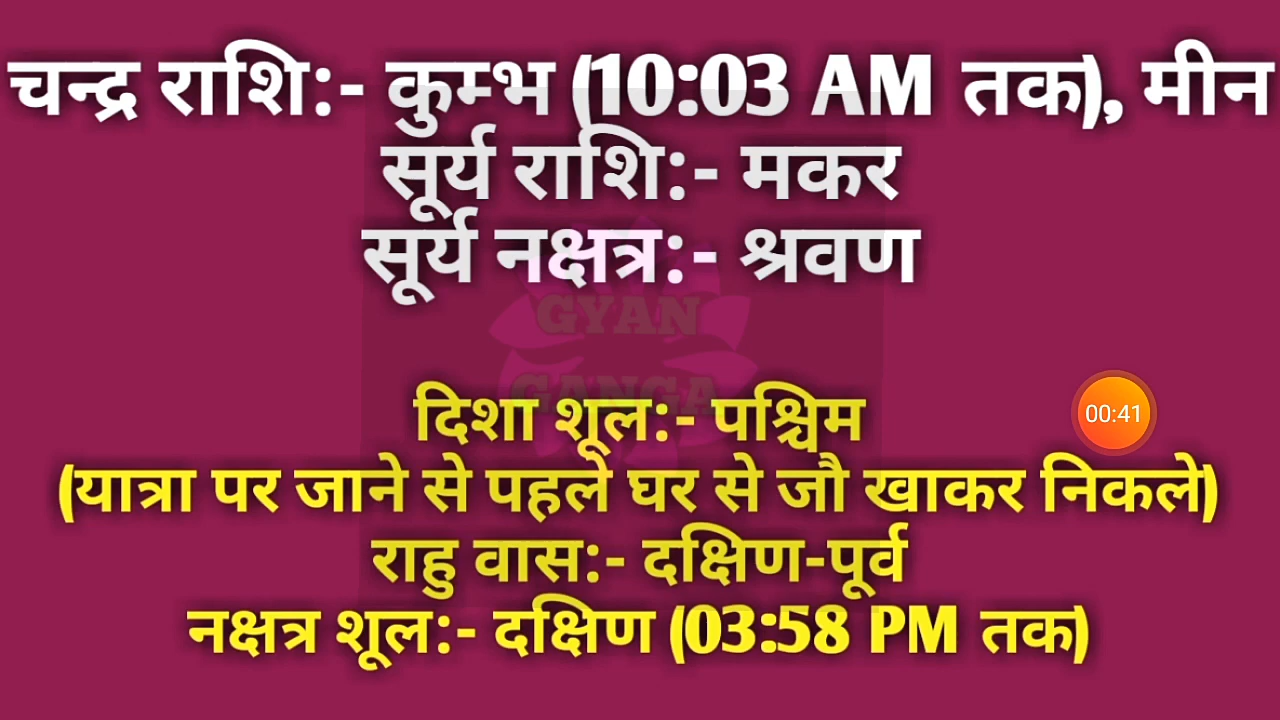 चन्द्र राशि:- कुम्भ (10:03 AM तक), मीन
सूर्य राशि:- मकर
सूर्य नक्षत्र:- श्रवण
GYAN
GANGA
दिशा शूल:- पश्चिम
00:41
(यात्रा पर जाने से पहले घर से जौ खाकर निकले)
राहु वास:- दक्षिण-पूर्व
नक्षत्र शूल:- दक्षिण (03:58 PM तक)